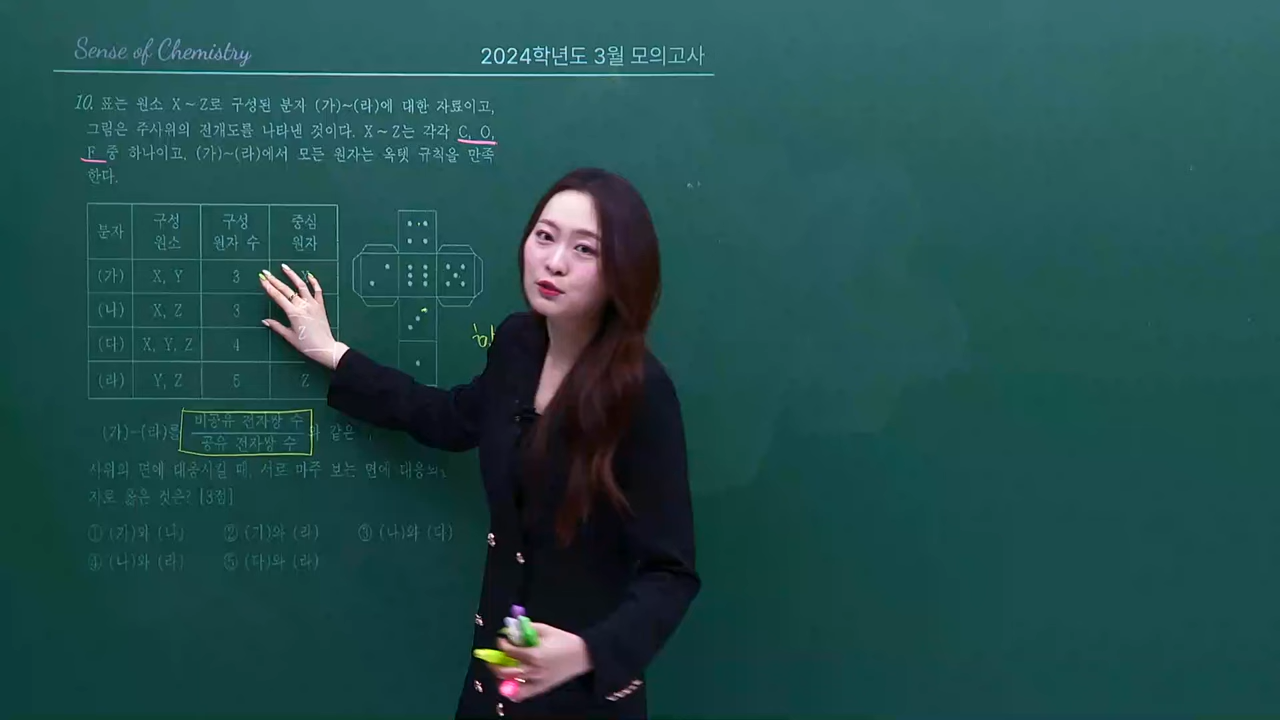 Sense of Chemistry
2024학년도 3월 모의고사
10. 표는 원소 X ~ Z로 구성된 분자 (가)~(라)에 대한 자료이고,
그림은 주사위의 전개도를 나타낸 것이다. X ~ Z는 각각 C, O,
F 중 하나이고, (가)~(라)에서 모든 원자는 옥텟 규칙을 만족
한다.
분자 구성 원소 구성 원자 수 중심 원자
(가) X, Y 3
(나) X, Z 3
(다) X, Y, Z 4 Z
(라) Y, Z 5 Z
(가)~(라)를 비공유 전자쌍 수
공유 전자쌍 수 같은
사위의 면에 대응시킬 때, 서로 마주 보는 면에 대응
자로 옳은 것은? [3점]
① (가)와 (나) ② (가)와 (라) ③ (나)와 (다)
④ (나)와 (라) ⑤ (다)와 (라)